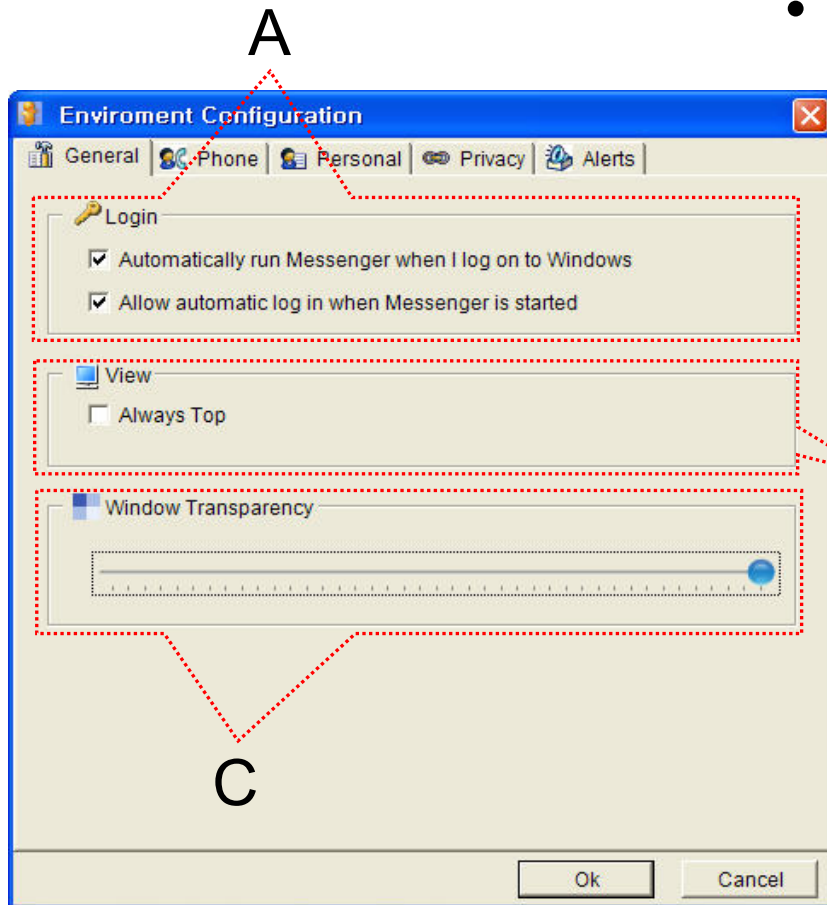 A
•
Enviroment Configuration
General Phone Personal Privacy Alerts
Login
Automatically run Messenger when I log on to Windows
Allow automatic log in when Messenger is started
View
Always Top
Window Transparency
C
Ok Cancel